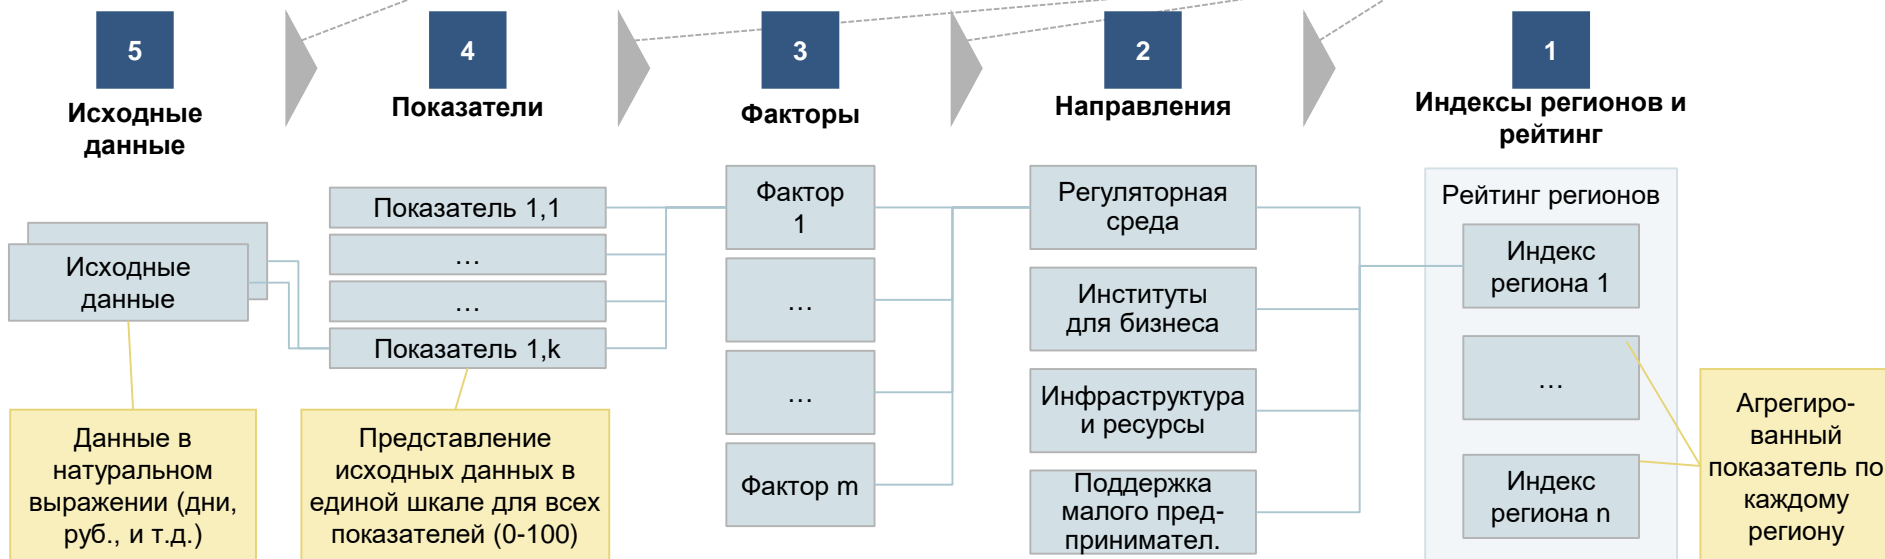 5
4
3
2
1
Исходные
данные
Показатели
Факторы
Направления
Индексы регионов и
рейтинг
Исходные
данные
Показатель 1,1
...
...
Показатель 1,k
Фактор
1
...
...
Фактор m
Регуляторная
среда
Институты
для бизнеса
Инфраструктура
и ресурсы
Поддержка
малого пред-
принимател.
Рейтинг регионов
Индекс
региона 1
...
Индекс
региона n
Данные в
натуральном
выражении (дни,
руб., и т.д.)
Представление
исходных данных в
единой шкале для всех
показателей (0-100)
Агрегиро-
ванный
показатель по
каждому
региону